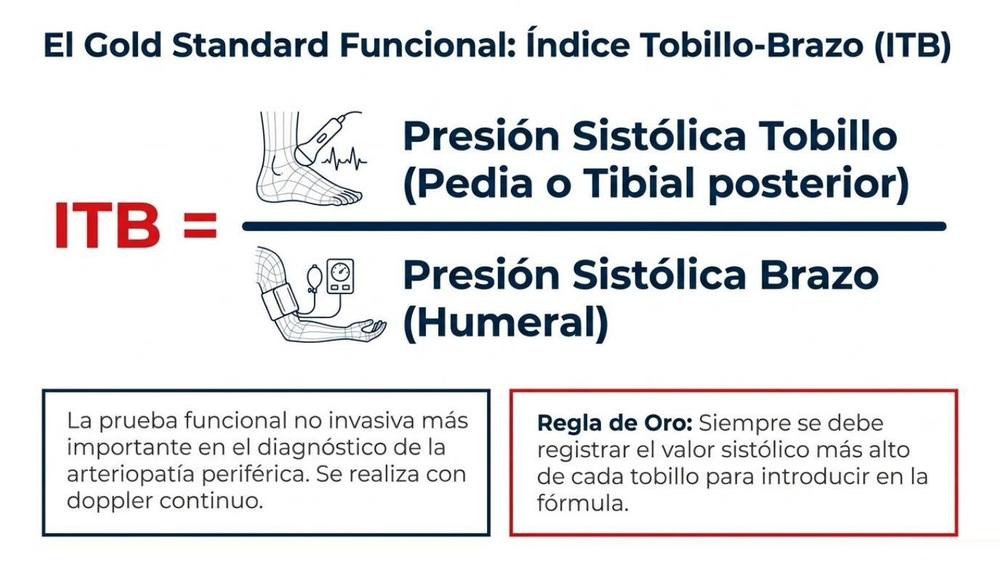 El Gold Standard Funcional: Índice Tobillo-Brazo (ITB)
ITB =
Presión Sistólica Tobillo
(Pedia o Tibial posterior)
Presión Sistólica Brazo
(Humeral)
La prueba funcional no invasiva más
importante en el diagnóstico de la
arteriopatía periférica. Se realiza con
doppler continuo.
Regla de Oro: Siempre se debe
registrar el valor sistólico más alto
de cada tobillo para introducir en la
fórmula.